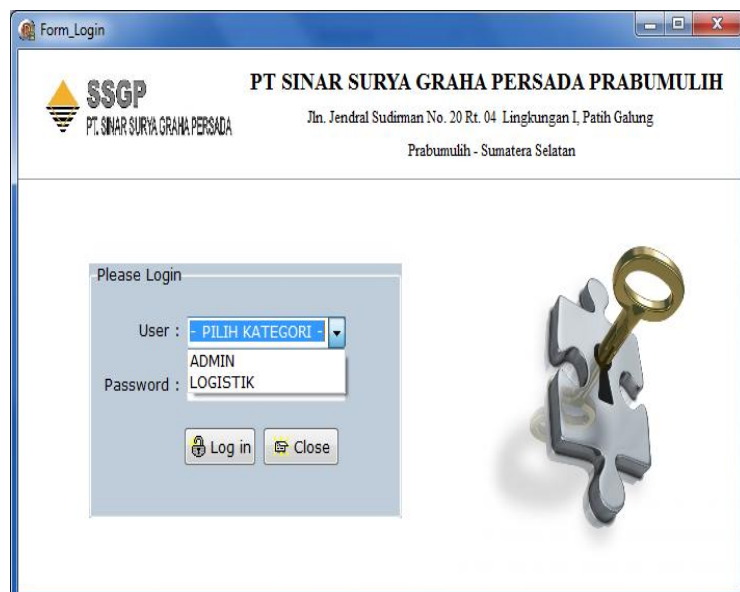 Form_Login
SSGP
PT. SINAR SURYA GRAHA PERSADA
PT SINAR SURYA GRAHA PERSADA PRABUMULIH
Jln. Jendral Sudirman No. 20 Rt. 04 Lingkungan I, Patih Galung
Prabumulih - Sumatera Selatan
Please Login
User : - PILIH KATEGORI -
ADMIN
Password : LOGISTIK
Log in Close